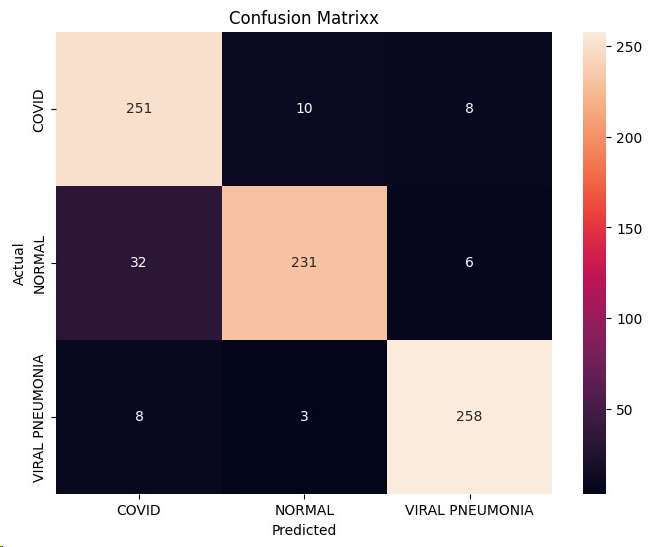 Confusion Matrixx
COVID
251
10
8
250
200
Actual
NORMAL
32
231
6
150
100
VIRAL PNEUMONIA
8
3
258
50
COVID
NORMAL
VIRAL PNEUMONIA
Predicted